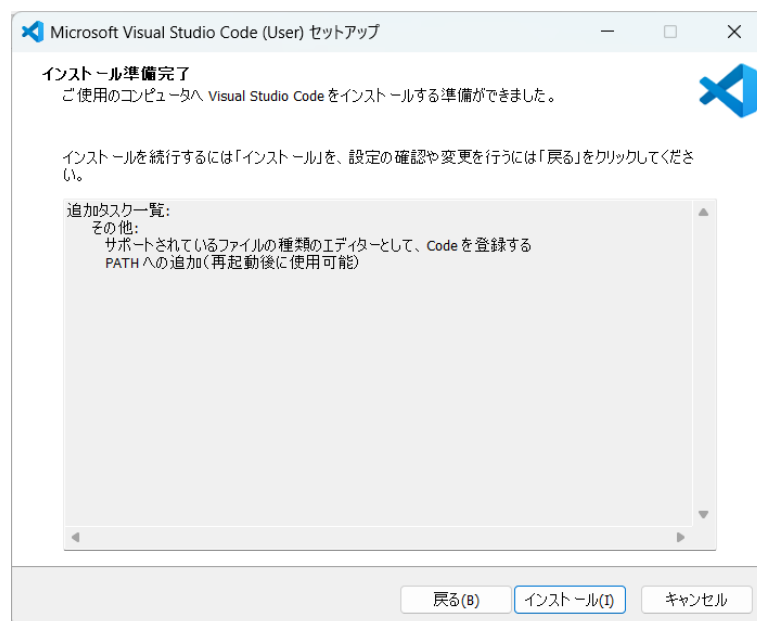 Microsoft Visual Studio Code (User) セットアップ
インストール準備完了
ご使用のコンピュータへ Visual Studio Code をインストールする準備ができました。
インストールを続行するには「インストール」を、設定の確認や変更を行うには「戻る」をクリックしてくださ
い。
追加タスク一覧:
その他:
サポートされているファイルの種類のエディターとして、Code を登録する
PATH への追加(再起動後に使用可能)
戻る(B) インストール(I) キャンセル